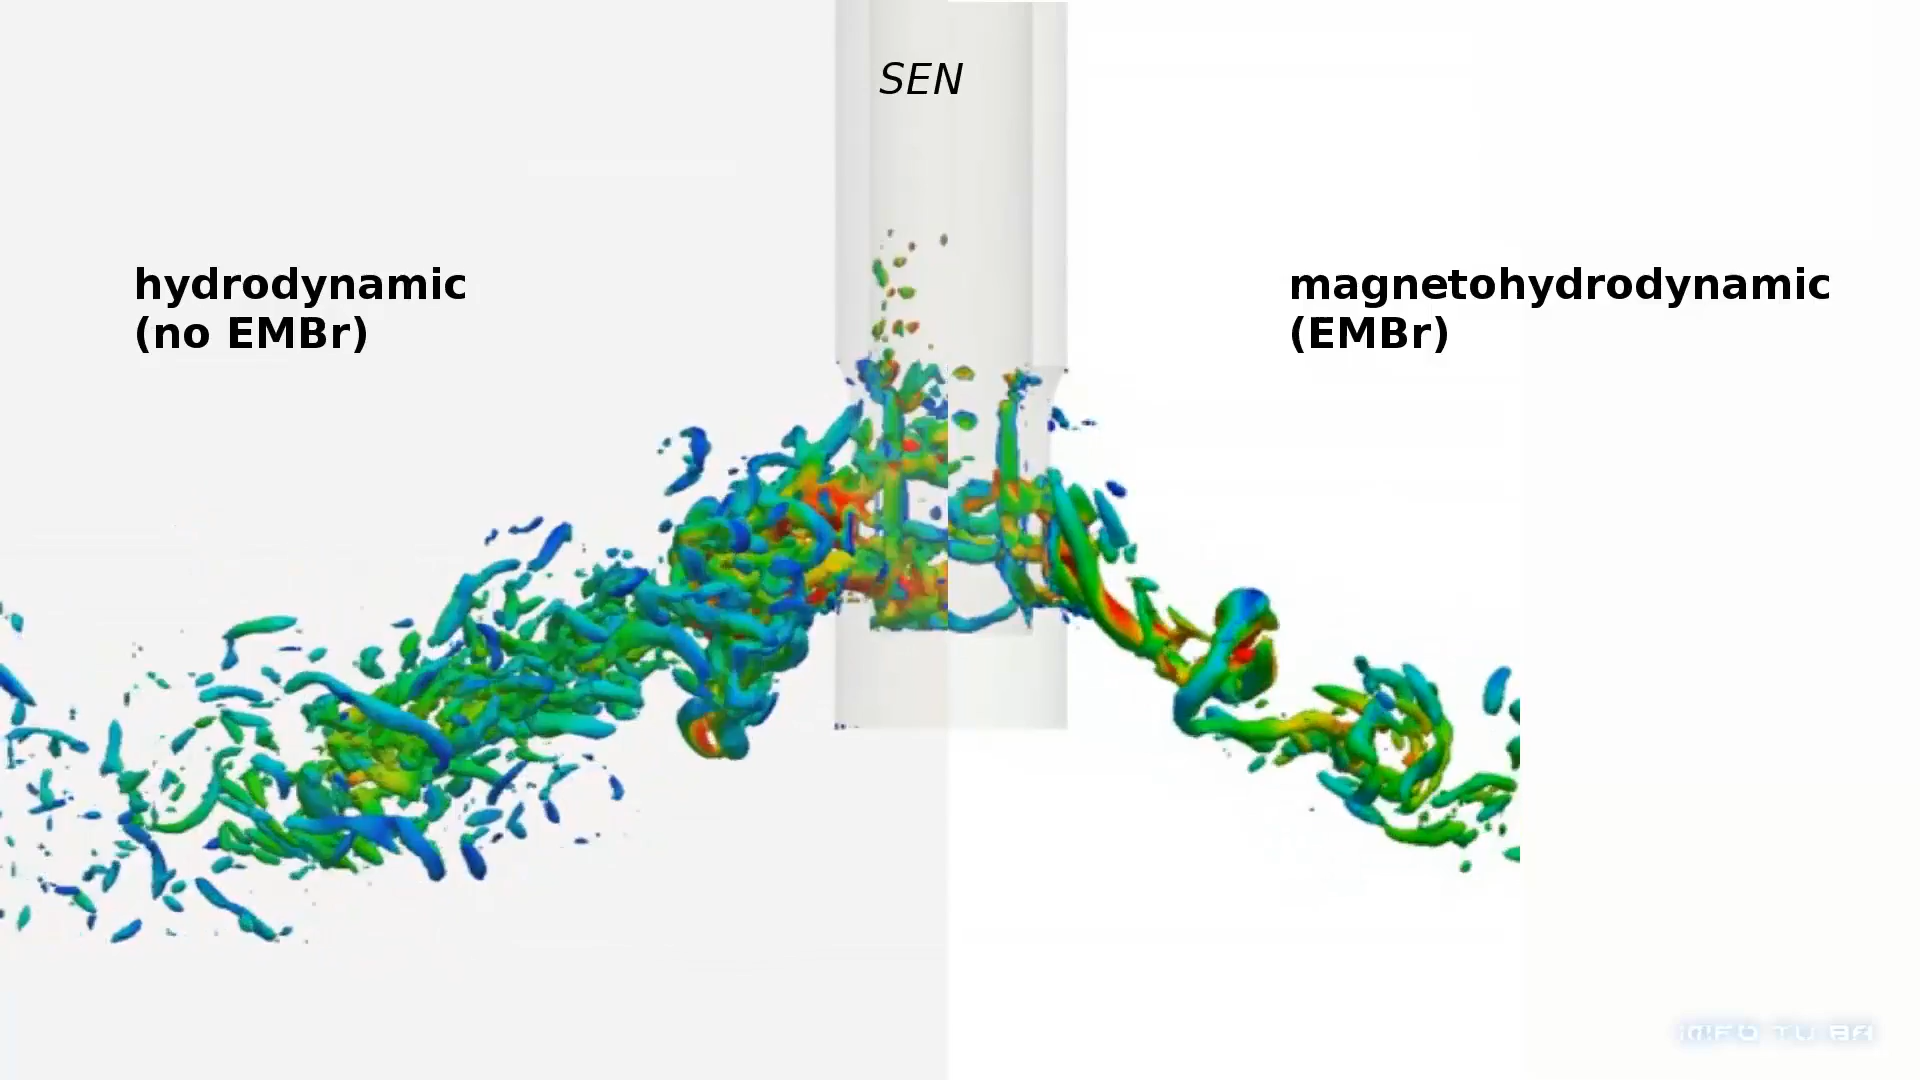 SEN
hydrodynamic
(no EMBr)
magnetohydrodynamic
(EMBr)